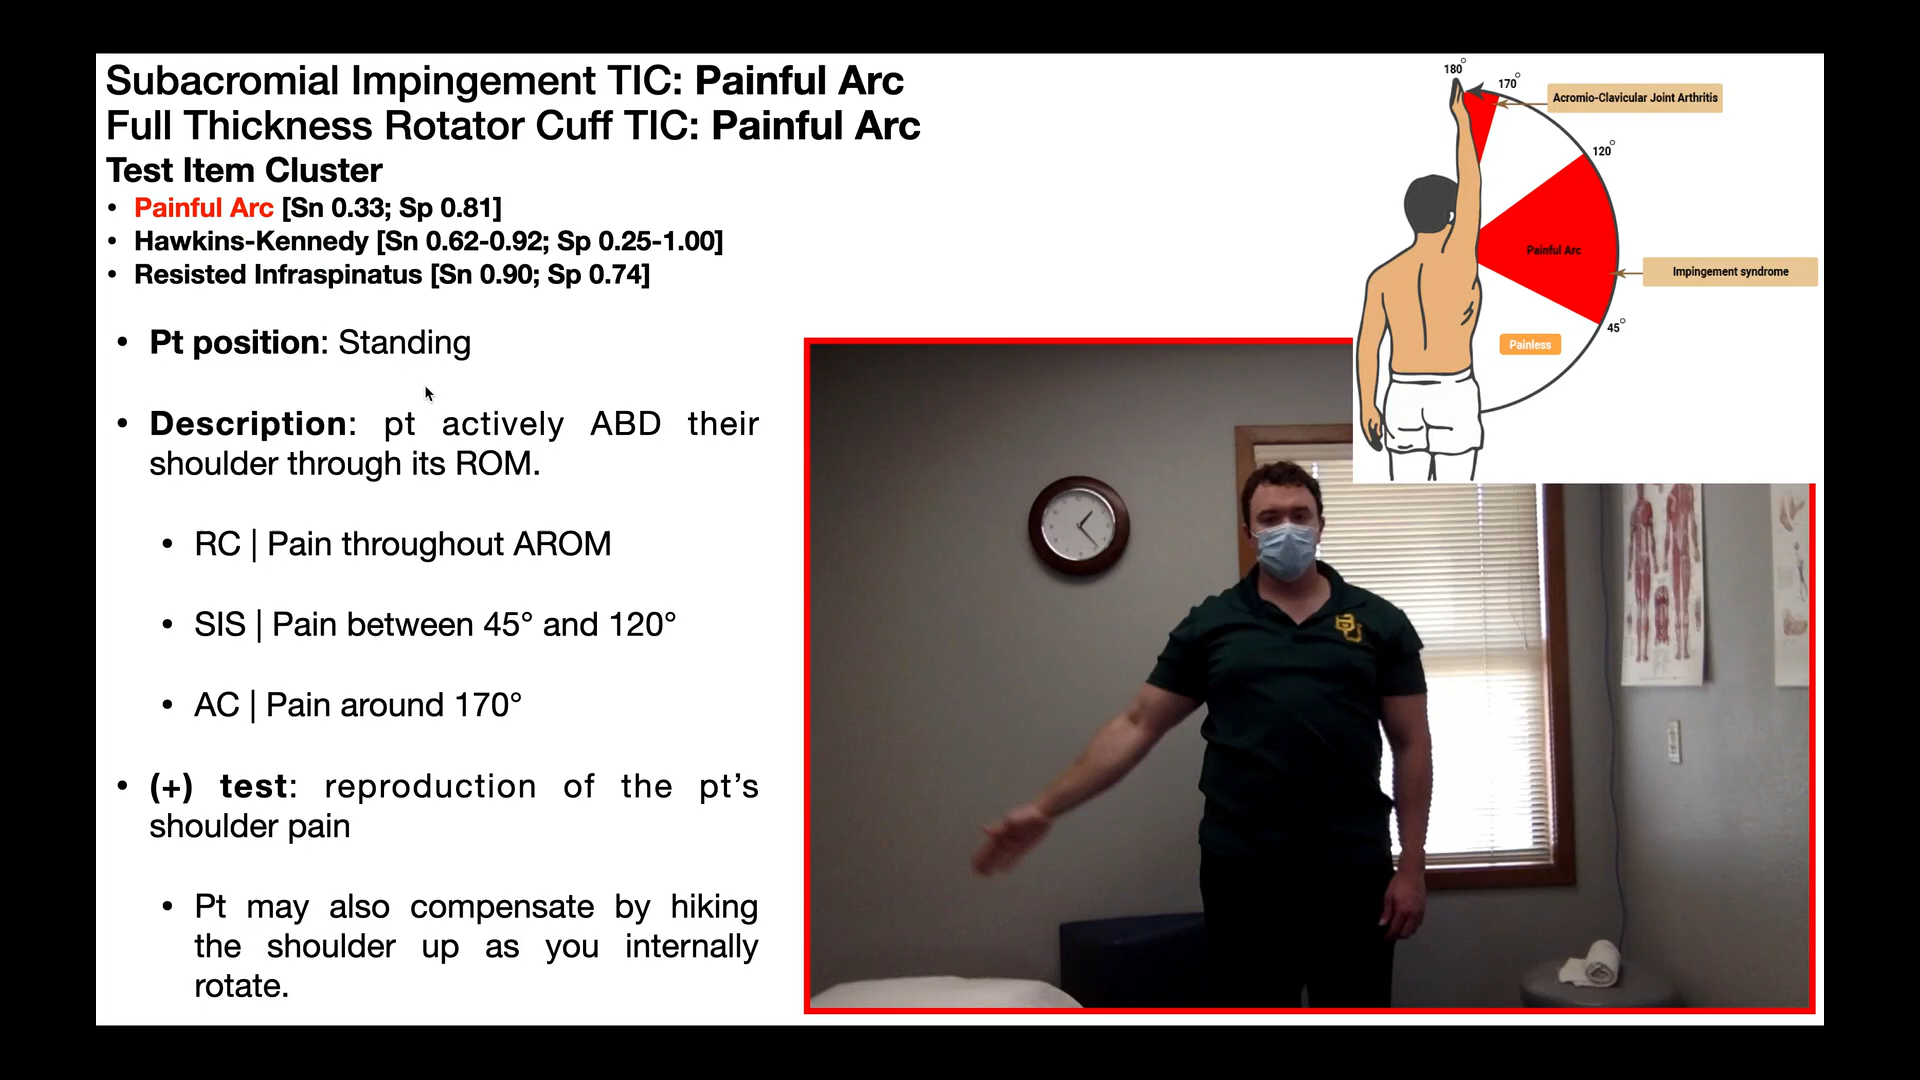 Subacromial Impingement TIC: Painful Arc
Full Thickness Rotator Cuff TIC: Painful Arc
Test Item Cluster
• Painful Arc [Sn 0.33; Sp 0.81]
• Hawkins-Kennedy [Sn 0.62-0.92; Sp 0.25-1.00]
• Resisted Infraspinatus [Sn 0.90; Sp 0.74]
• Pt position: Standing
• Description: pt actively ABD their
shoulder through its ROM.
• RC | Pain throughout AROM
• SIS | Pain between 45° and 120°
• AC | Pain around 170°
• (+) test: reproduction of the pt’s
shoulder pain
• Pt may also compensate by hiking
the shoulder up as you internally
rotate.
180°
170°
Acromio-Clavicular Joint Arthritis
120°
Painful Arc
Impingement syndrome
45°
Painless
BU